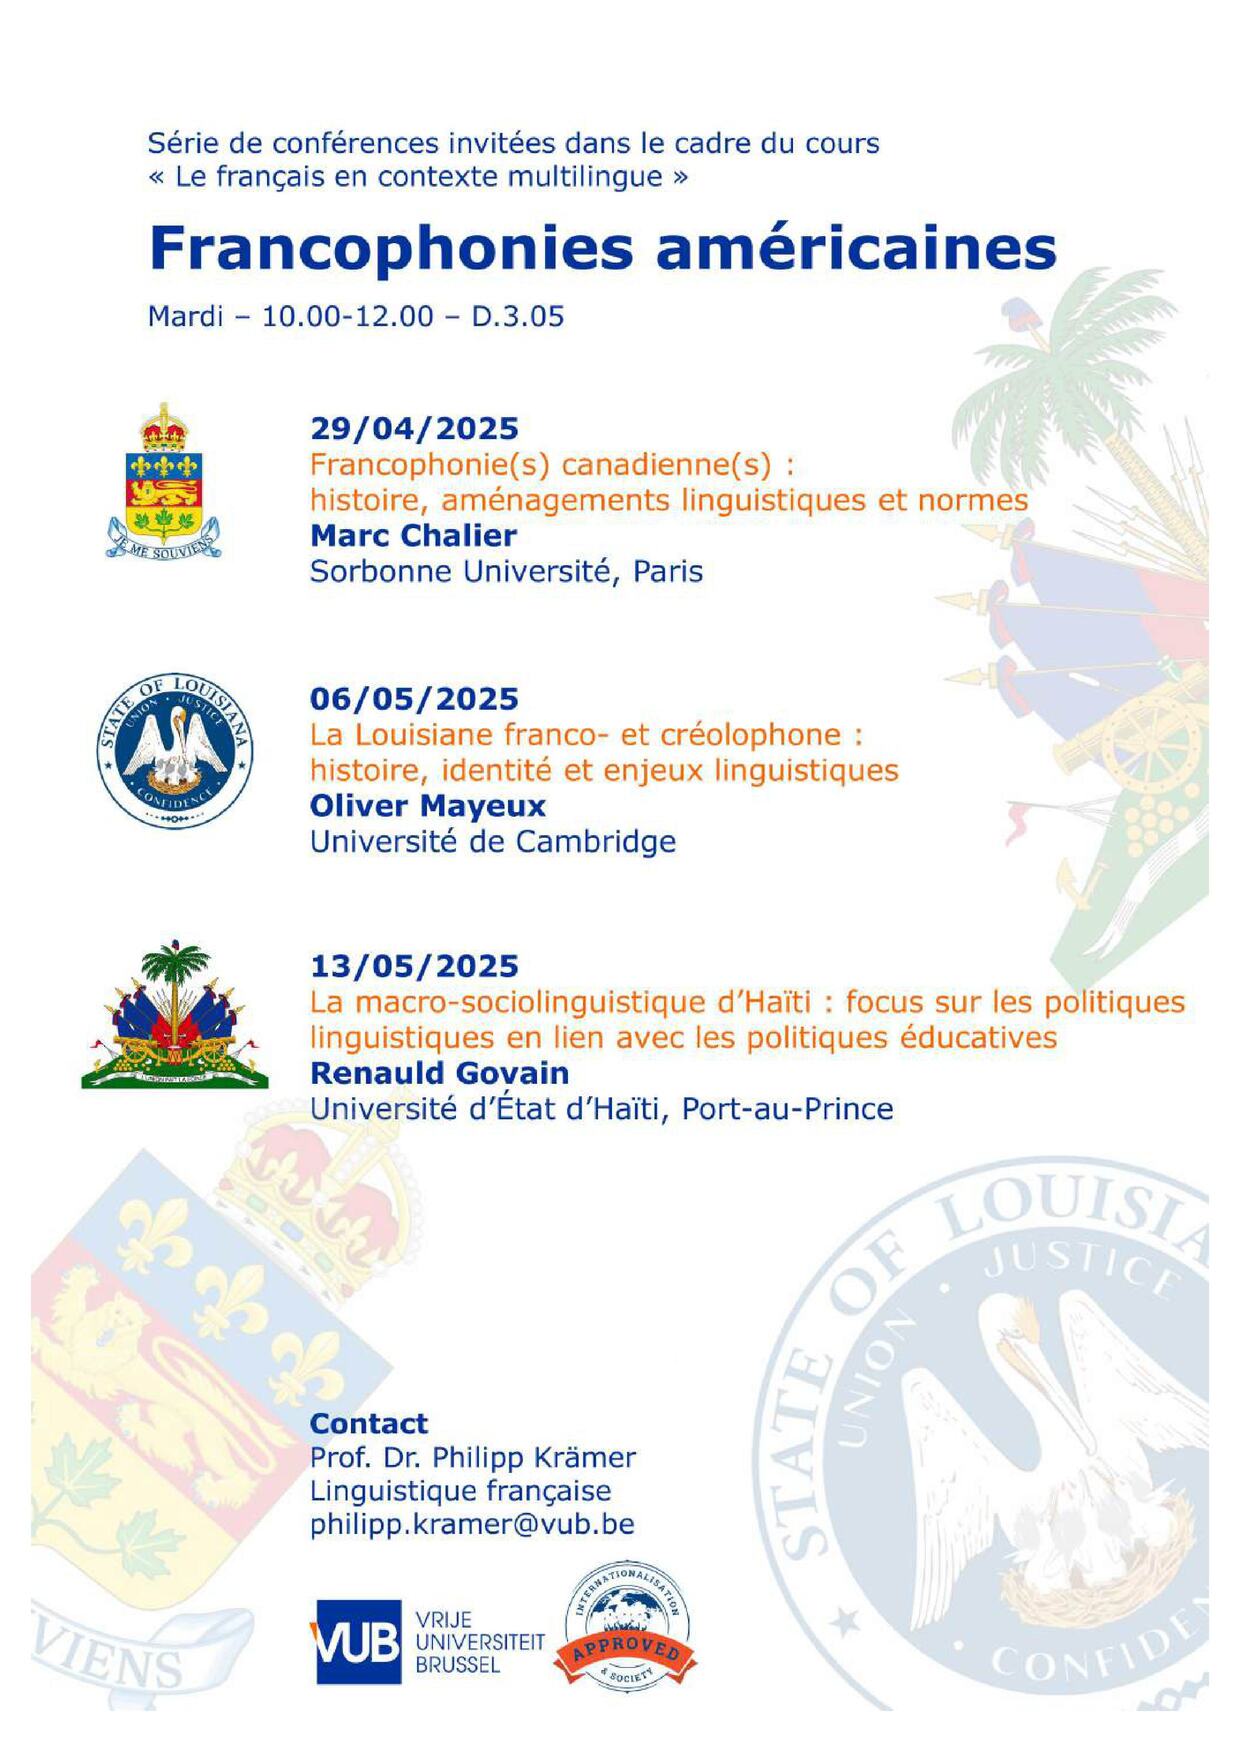 Série de conférences invitées dans le cadre du cours
« Le français en contexte multilingue »
Francophonies américaines
Mardi – 10.00-12.00 – D.3.05
29/04/2025
Francophonie(s) canadienne(s) :
histoire, aménagements linguistiques et normes
Marc Chalier
Sorbonne Université, Paris
JE ME SOUVIENS
06/05/2025
La Louisiane franco- et créolophone :
histoire, identité et enjeux linguistiques
Oliver Mayeux
Université de Cambridge
STATE OF LOUISIANA
UNION · JUSTICE
· CONFIDENCE ·
13/05/2025
La macro-sociolinguistique d’Haïti : focus sur les politiques
linguistiques en lien avec les politiques éducatives
Renauld Govain
Université d’État d’Haïti, Port-au-Prince
STATE OF LOUISIA
UNION · JUSTICE
· CONFIDE
VIENS
Contact
Prof. Dr. Philipp Krämer
Linguistique française
philipp.kramer@vub.be
VUB
VRIJE
UNIVERSITEIT
BRUSSEL
INTERNATIONALISATION
APPROVED
& SOCIETY